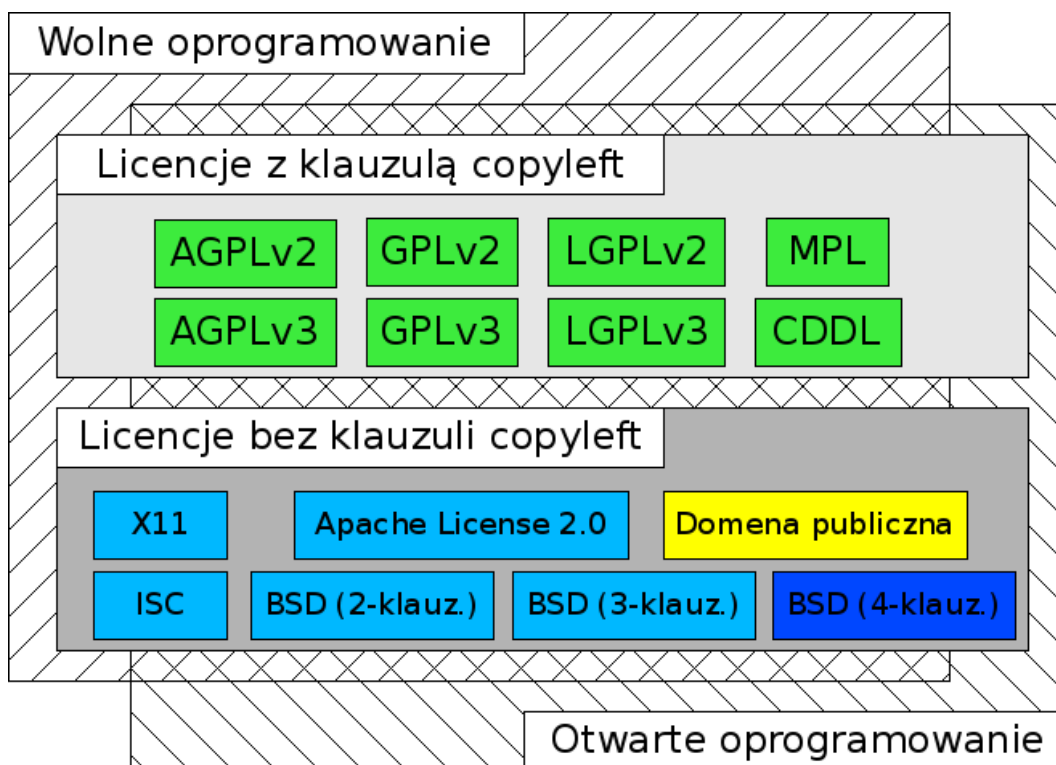 Wolne oprogramowanie
Licencje z klauzulą copyleft
AGPLv2 GPLv2 LGPLv2 MPL
AGPLv3 GPLv3 LGPLv3 CDDL
Licencje bez klauzuli copyleft
X11 Apache License 2.0 Domena publiczna
ISC BSD (2-klauz.) BSD (3-klauz.) BSD (4-klauz.)
Otwarte oprogramowanie